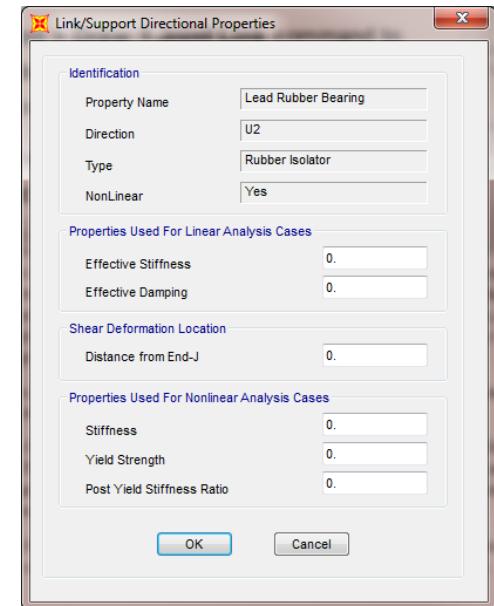 Link/Support Directional Properties
Identification
Property Name Lead Rubber Bearing
Direction U2
Type Rubber Isolator
NonLinear Yes
Properties Used For Linear Analysis Cases
Effective Stiffness 0.
Effective Damping 0.
Shear Deformation Location
Distance from End-J 0.
Properties Used For Nonlinear Analysis Cases
Stiffness 0.
Yield Strength 0.
Post Yield Stiffness Ratio 0.
OK Cancel